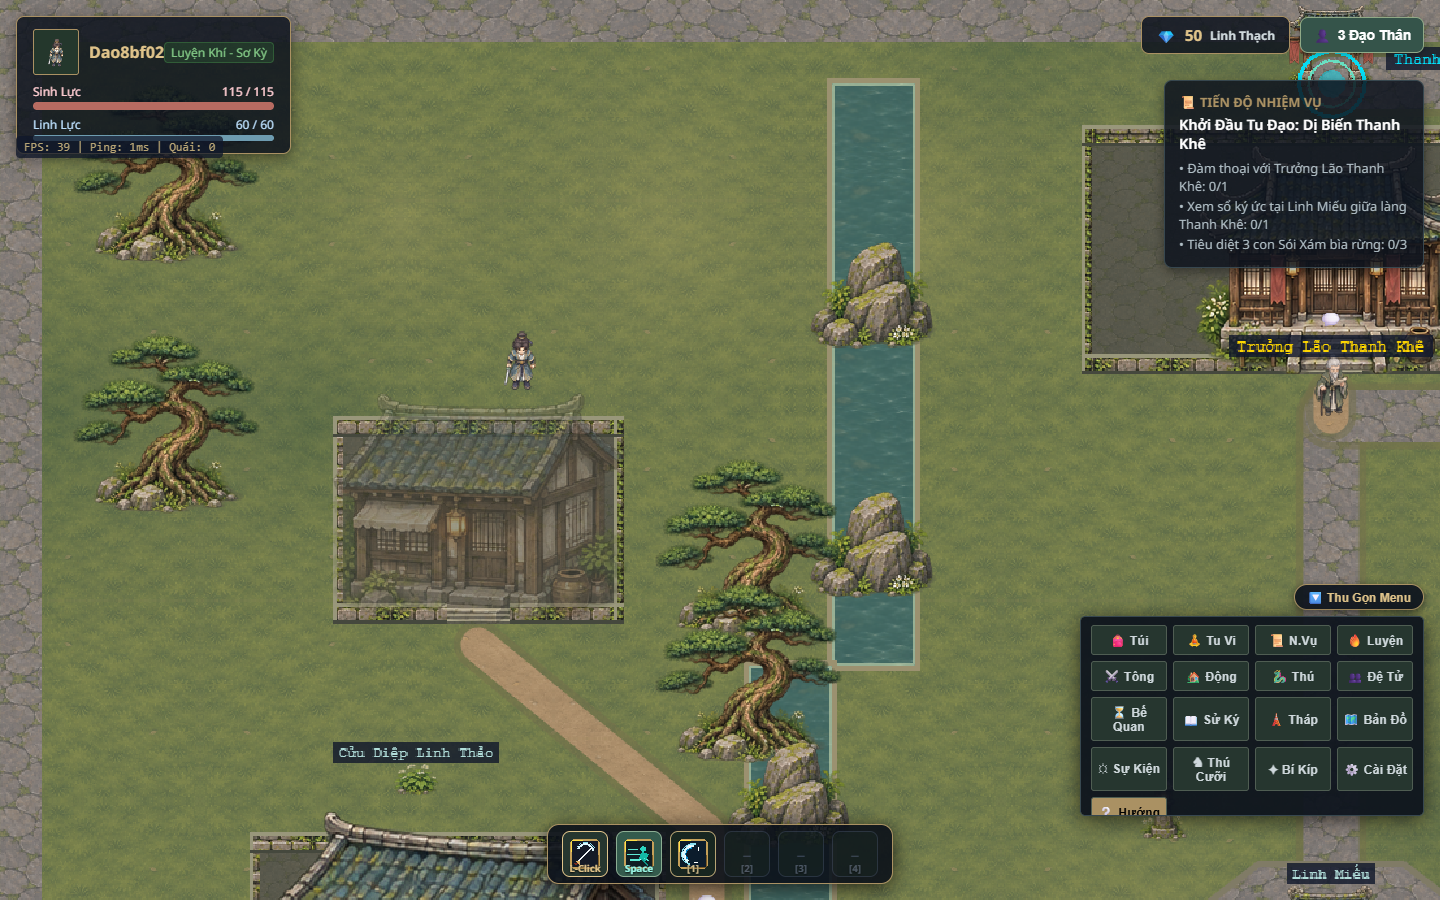 Dao8bf02 Luyện Khí - Sơ Kỳ
Sinh Lực 115 / 115
Linh Lực 60 / 60
FPS: 39 | Ping: 1ms | Quái: 0
50 Linh Thạch
3 Đạo Thân
Thanh
TIẾN ĐỘ NHIỆM VỤ
Khởi Đầu Tu Đạo: Dị Biến Thanh
Khê
• Đàm thoại với Trưởng Lão Thanh
Khê: 0/1
• Xem sổ ký ức tại Linh Miếu giữa làng
Thanh Khê: 0/1
• Tiêu diệt 3 con Sói Xám bìa rừng: 0/3
Trưởng Lão Thanh Khê
Thu Gọn Menu
Túi
Tu Vi
N.Vụ
Luyện
Tông
Động
Thú
Đệ Tử
Bế
Quan
Sử Ký
Tháp
Bản Đồ
Sự Kiện
Thú
Cưỡi
Bí Kíp
Cài Đặt
Hướng
Cửu Diệp Linh Thảo
L-Click
Space
[1]
[2]
[3]
[4]
Linh Miếu